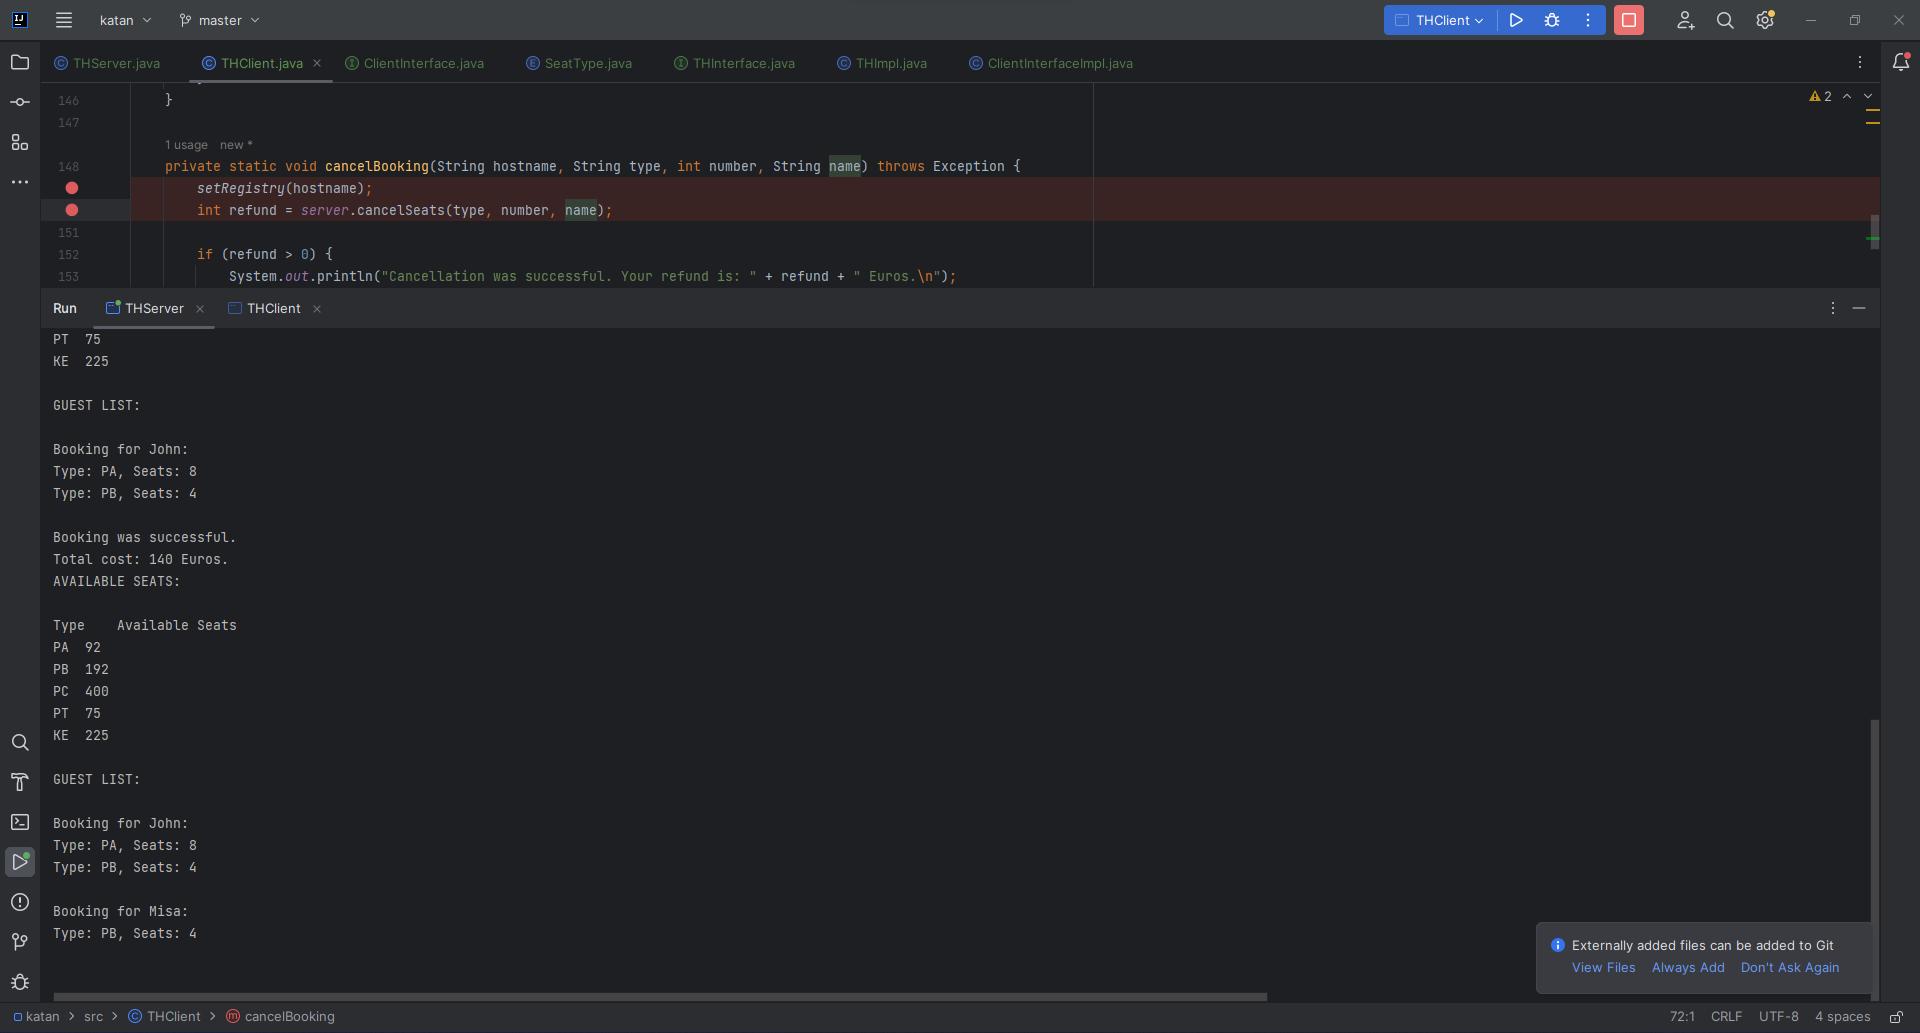 katan
master
THClient
THServer.java
THClient.java
ClientInterface.java
SeatType.java
THInterface.java
THImpl.java
ClientInterfaceImpl.java
2
146 }
147
1 usage new *
148 private static void cancelBooking(String hostname, String type, int number, String name) throws Exception {
setRegistry(hostname);
int refund = server.cancelSeats(type, number, name);
151
152 if (refund > 0) {
153 System.out.println("Cancellation was successful. Your refund is: " + refund + " Euros.\n");
Run THServer THClient
PT 75
KE 225
GUEST LIST:
Booking for John:
Type: PA, Seats: 8
Type: PB, Seats: 4
Booking was successful.
Total cost: 140 Euros.
AVAILABLE SEATS:
Type Available Seats
PA 92
PB 192
PC 400
PT 75
KE 225
GUEST LIST:
Booking for John:
Type: PA, Seats: 8
Type: PB, Seats: 4
Booking for Misa:
Type: PB, Seats: 4
Externally added files can be added to Git
View Files Always Add Don't Ask Again
katan > src > THClient > cancelBooking
72:1 CRLF UTF-8 4 spaces